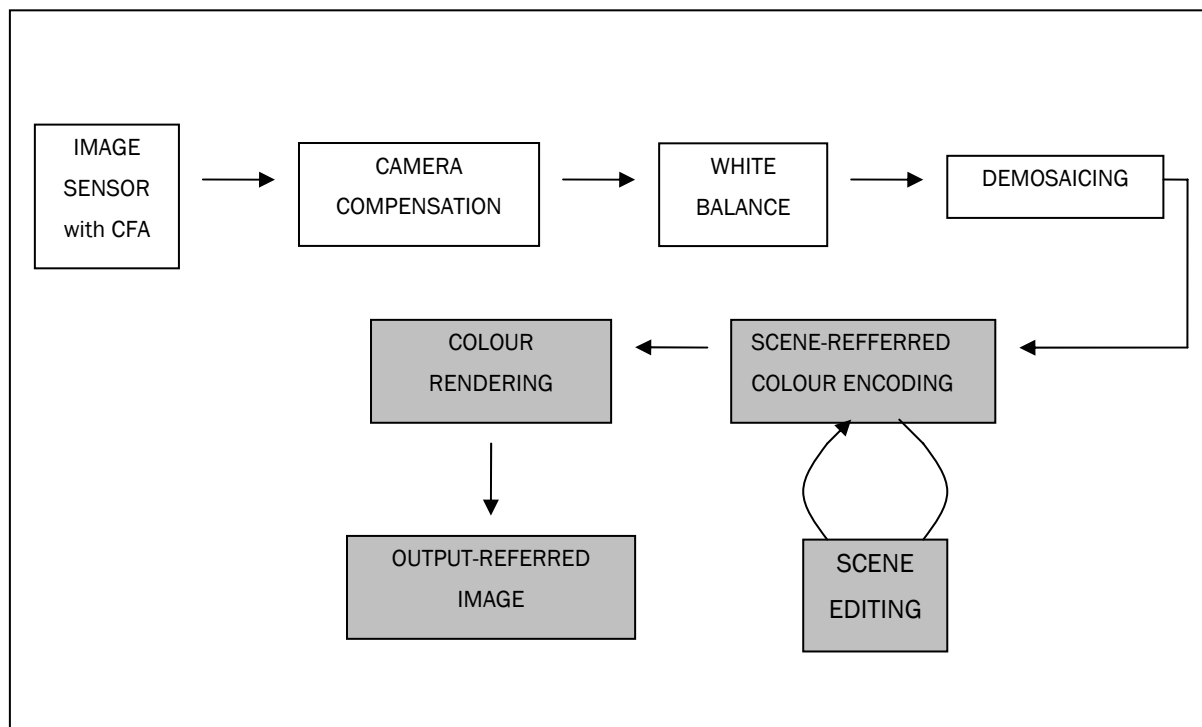 IMAGE
SENSOR
with CFA
CAMERA
COMPENSATION
WHITE
BALANCE
DEMOSAICING
COLOUR
RENDERING
SCENE-REFFERRED
COLOUR ENCODING
OUTPUT-REFERRED
IMAGE
SCENE
EDITING